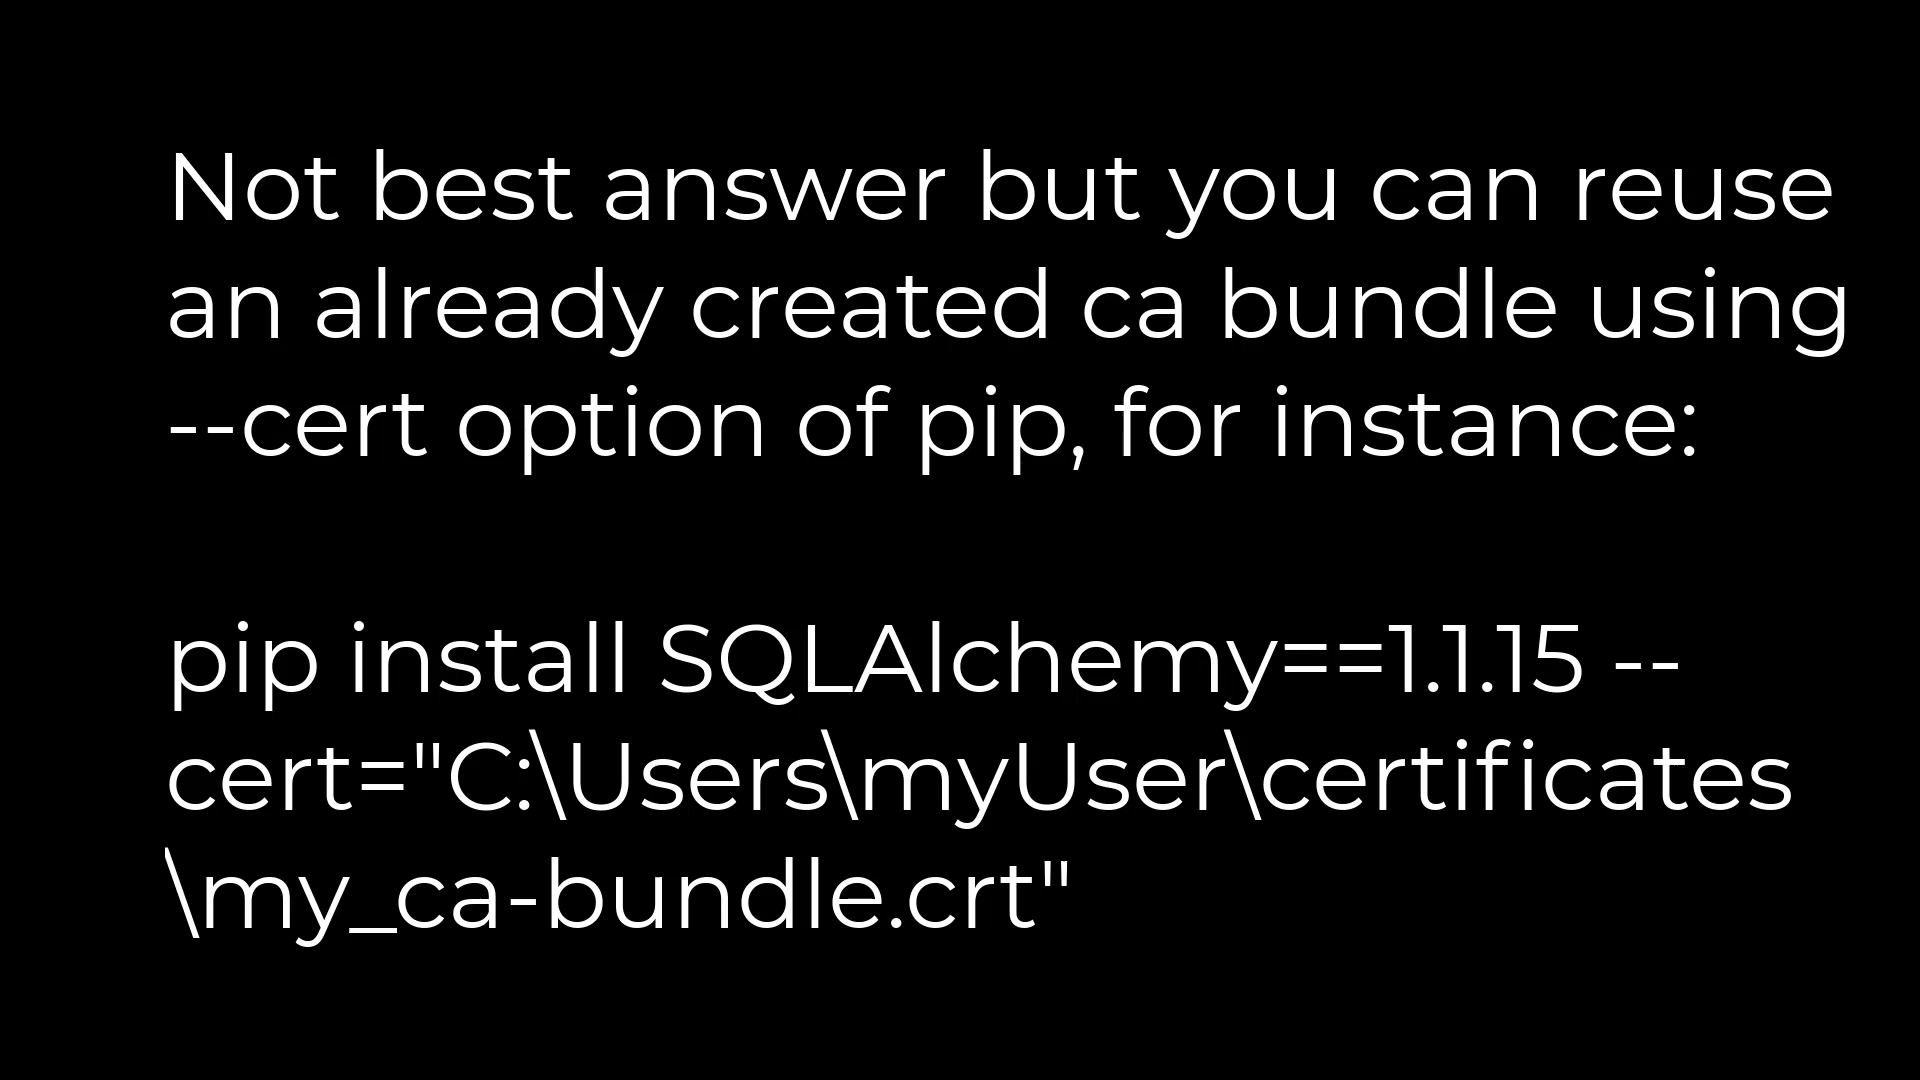 Not best answer but you can reuse
an already created ca bundle using
--cert option of pip, for instance:
pip install SQLAlchemy==1.1.15 --
cert="C:\Users\myUser\certificates
\my_ca-bundle.crt"